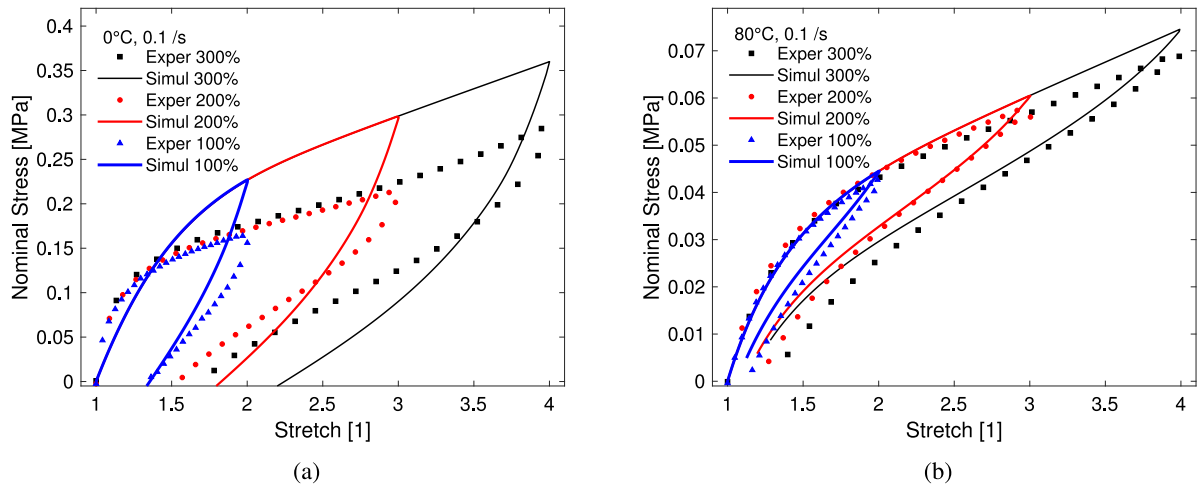 0°C, 0.1 /s
Exper 300%
Simul 300%
Exper 200%
Simul 200%
Exper 100%
Simul 100%
0.35
0.3
0.25
0.2
0.15
0.1
0.05
0
Nominal Stress [MPa]
1 1.5 2 2.5 3 3.5 4
Stretch [1]
(a)
80°C, 0.1 /s
Exper 300%
Simul 300%
Exper 200%
Simul 200%
Exper 100%
Simul 100%
0.07
0.06
0.05
0.04
0.03
0.02
0.01
0
Nominal Stress [MPa]
1 1.5 2 2.5 3 3.5 4
Stretch [1]
(b)